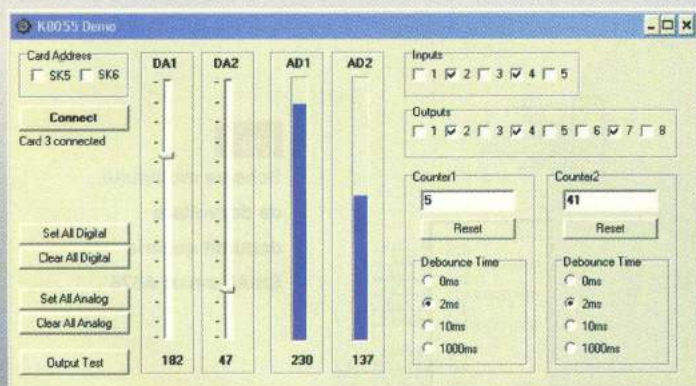 K8055 Demo
Card Address
SK5 SK6
Connect
Card 3 connected
Set All Digital
Clear All Digital
Set All Analog
Clear All Analog
Output Test
DA1 DA2 AD1 AD2
182 47 230 137
Inputs
1 2 3 4 5
Outputs
1 2 3 4 5 6 7 8
Counter1
5
Reset
Debounce Time
0ms
2ms
10ms
1000ms
Counter2
41
Reset
Debounce Time
0ms
2ms
10ms
1000ms